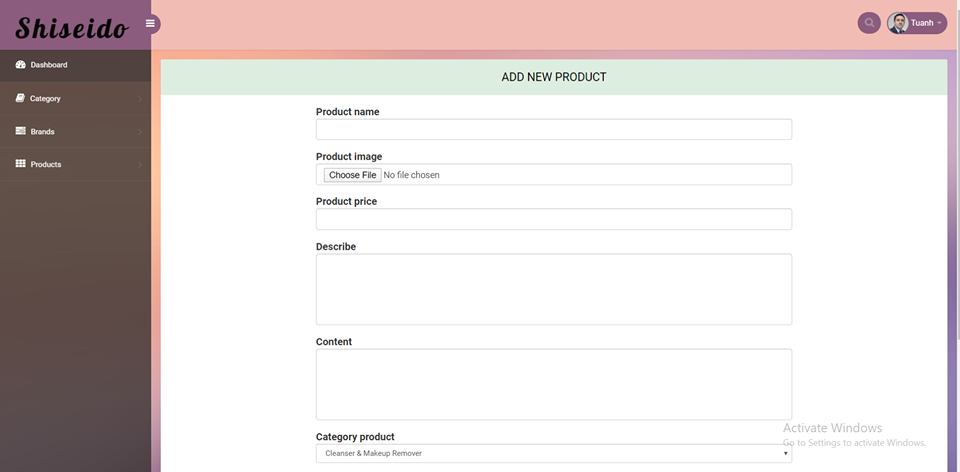 Shiseido
Tuanh
Dashboard
Category
Brands
Products
ADD NEW PRODUCT
Product name
Product image
Choose File No file chosen
Product price
Describe
Content
Category product
Cleanser & Makeup Remover
Activate Windows
Go to Settings to activate Windows.